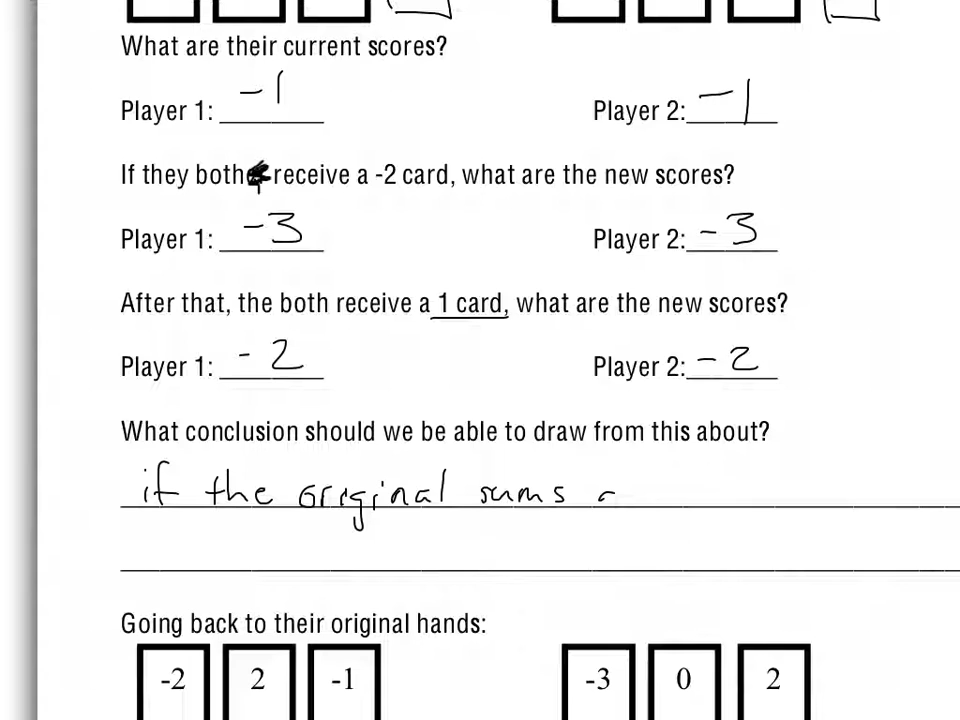 What are their current scores?
Player 1: -1 Player 2: -1
If they both receive a -2 card, what are the new scores?
Player 1: -3 Player 2: -3
After that, the both receive a 1 card, what are the new scores?
Player 1: -2 Player 2: -2
What conclusion should we be able to draw from this about?
if the original sums a
Going back to their original hands:
-2 2 -1 -3 0 2